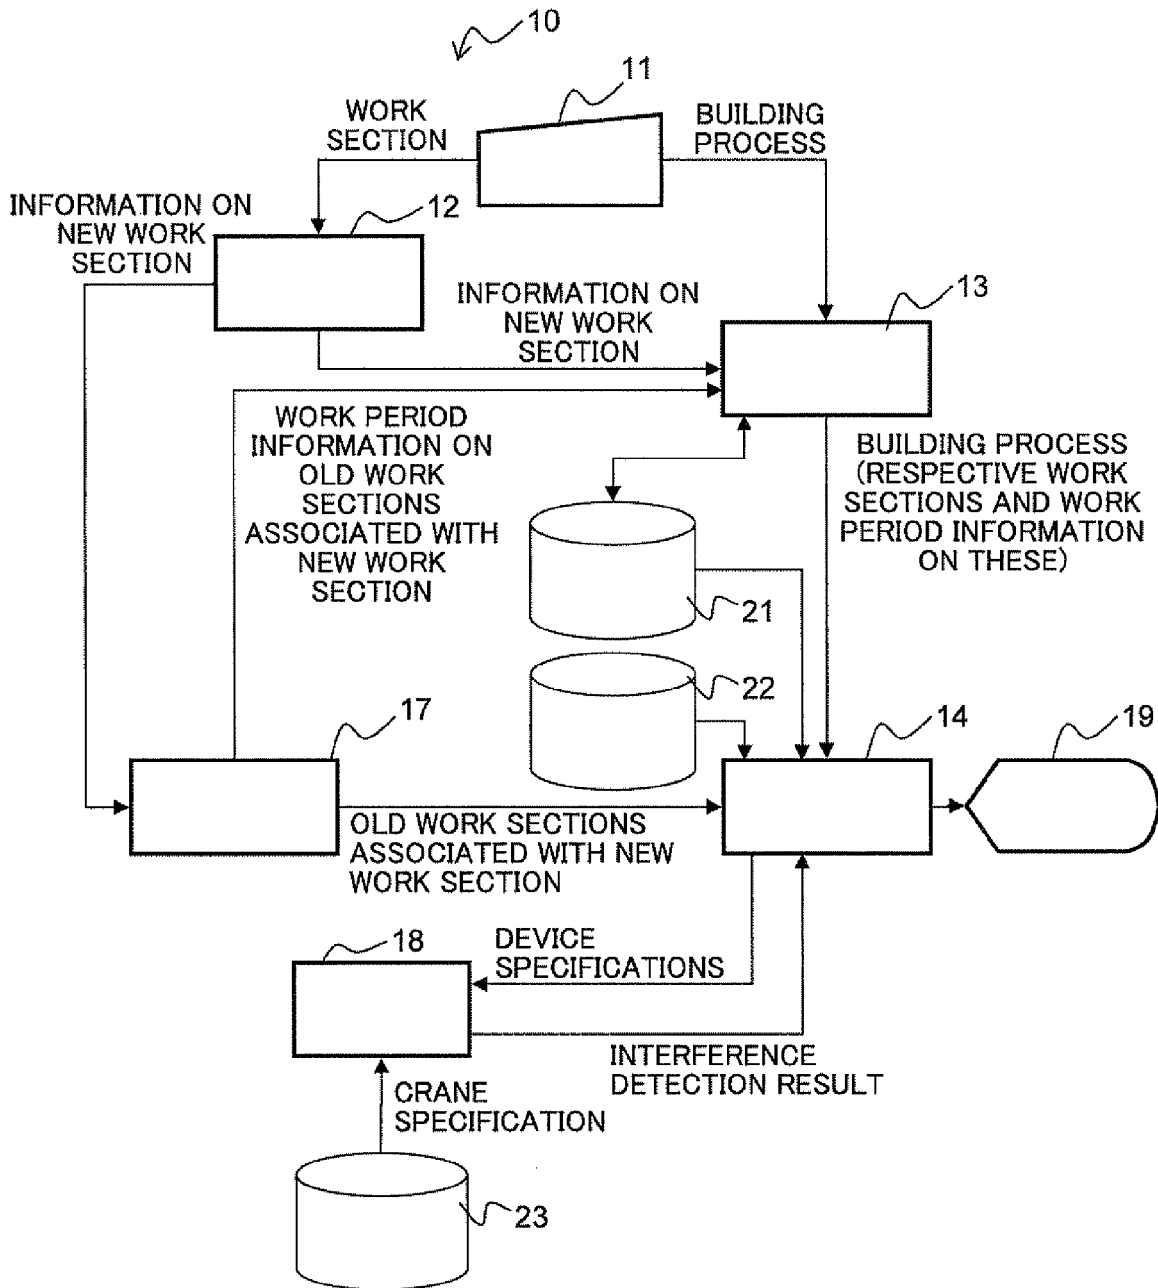 10
11
WORK
SECTION
BUILDING
PROCESS
INFORMATION ON
NEW WORK
SECTION
12
INFORMATION ON
NEW WORK
SECTION
13
WORK PERIOD
INFORMATION ON
OLD WORK
SECTIONS
ASSOCIATED WITH
NEW WORK
SECTION
BUILDING PROCESS
(RESPECTIVE WORK
SECTIONS AND WORK
PERIOD INFORMATION
ON THESE)
21
22
17
14
19
OLD WORK SECTIONS
ASSOCIATED WITH NEW
WORK SECTION
18
DEVICE
SPECIFICATIONS
INTERFERENCE
DETECTION RESULT
CRANE
SPECIFICATION
23